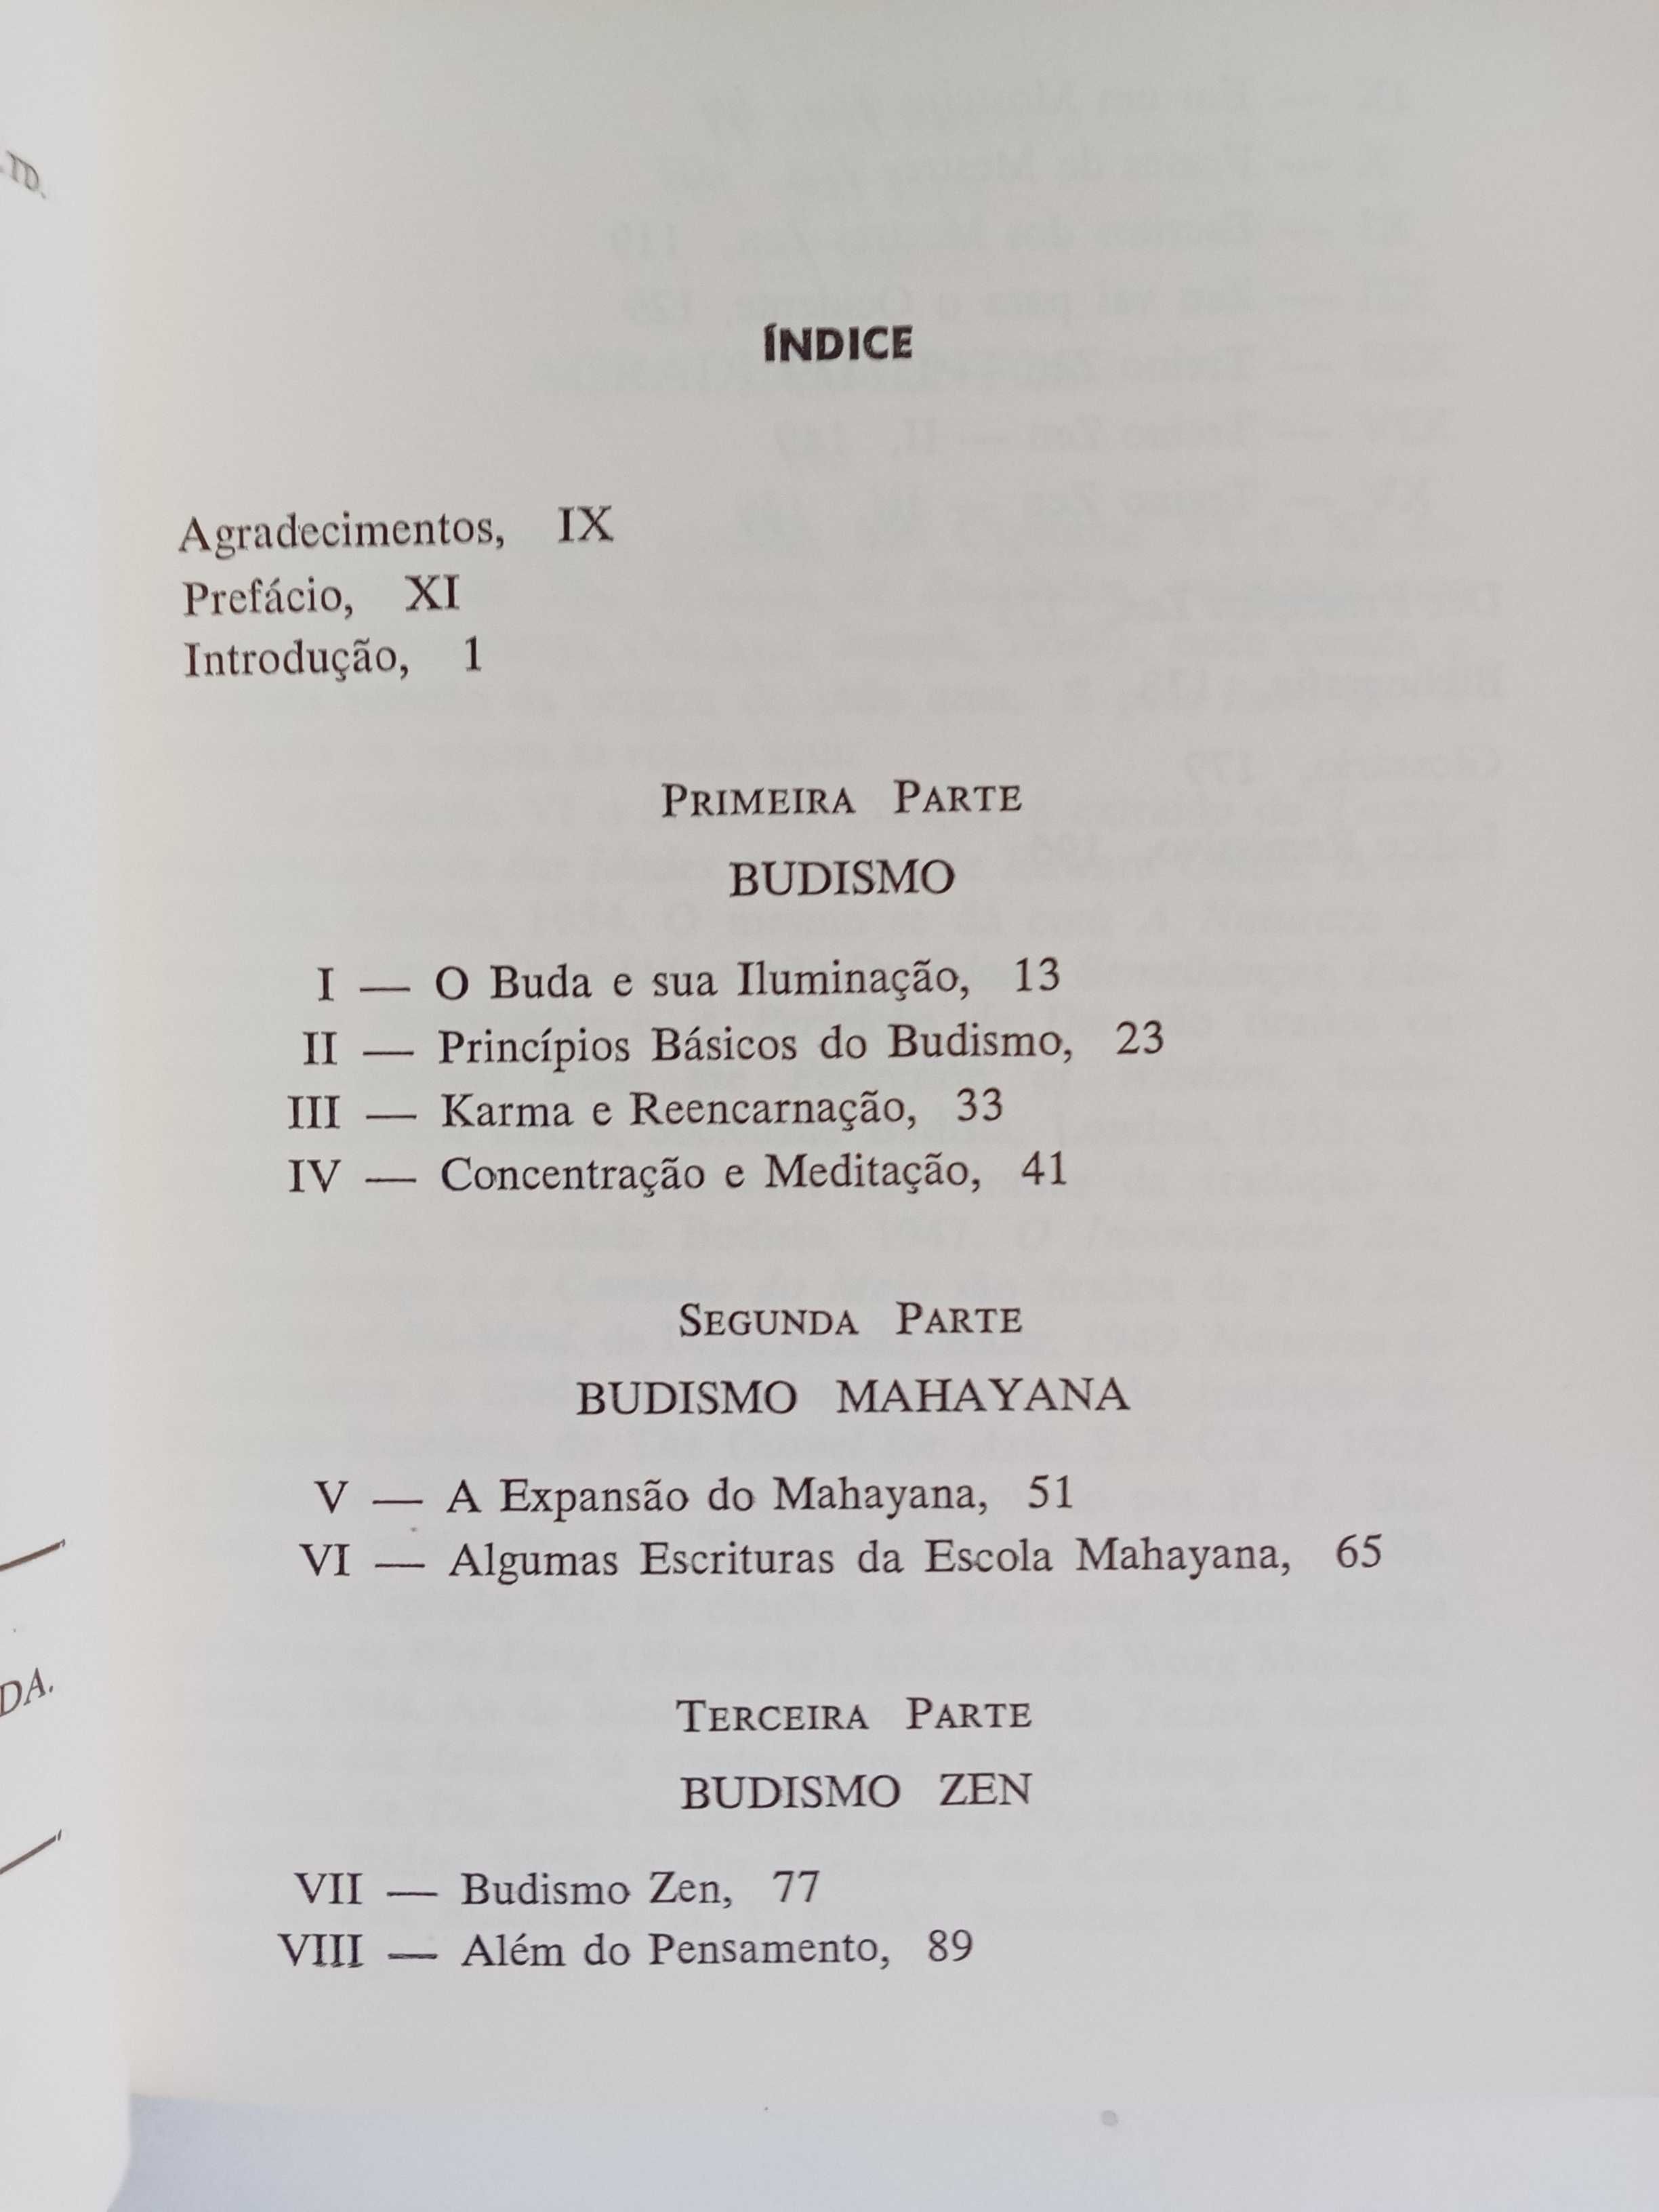 ÍNDICE
Agradecimentos, IX
Prefácio, XI
Introdução, 1
PRIMEIRA PARTE
BUDISMO
I — O Buda e sua Iluminação, 13
II — Princípios Básicos do Budismo, 23
III — Karma e Reencarnação, 33
IV — Concentração e Meditação, 41
SEGUNDA PARTE
BUDISMO MAHAYANA
V — A Expansão do Mahayana, 51
VI — Algumas Escrituras da Escola Mahayana, 65
TERCEIRA PARTE
BUDISMO ZEN
VII — Budismo Zen, 77
VIII — Além do Pensamento, 89
DA.